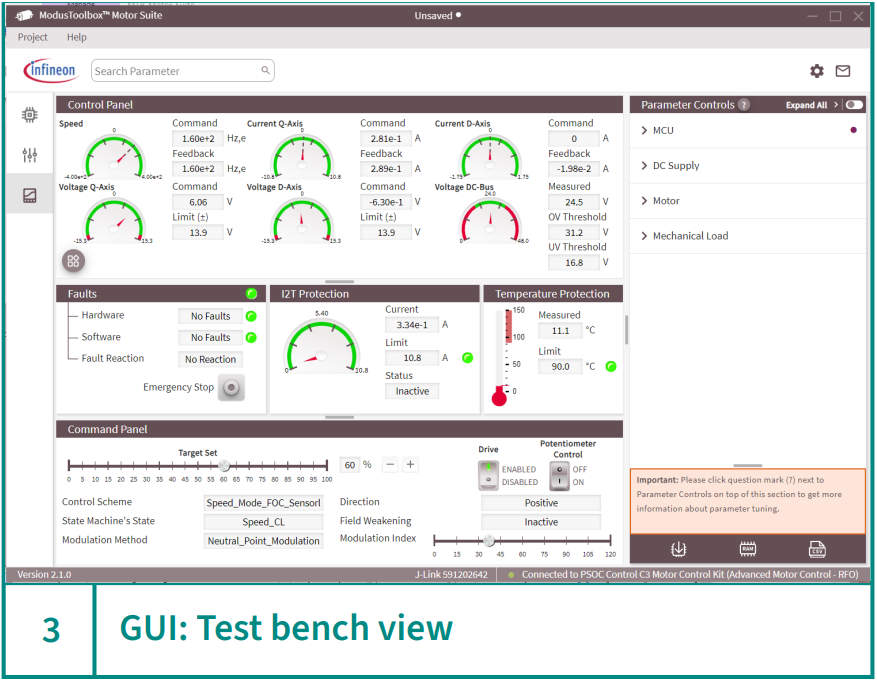 ModusToolbox™ Motor Suite
Unsaved
Project Help
infineon
Search Parameter
Control Panel
Speed
0
-4.00e+2
4.00e+2
Command
1.60e+2 Hz,e
Feedback
1.60e+2 Hz,e
Current Q-Axis
0
-10.8
10.8
Command
2.81e-1 A
Feedback
2.89e-1 A
Current D-Axis
0
-1.75
1.75
Command
0 A
Feedback
-1.98e-2 A
Voltage Q-Axis
0
-15.3
15.3
Command
6.06 V
Limit (±)
13.9 V
Voltage D-Axis
0
-15.3
15.3
Command
-6.30e-1 V
Limit (±)
13.9 V
Voltage DC-Bus
24.0
0
48.0
Measured
24.5 V
OV Threshold
31.2 V
UV Threshold
16.8 V
Faults
Hardware No Faults
Software No Faults
Fault Reaction No Reaction
Emergency Stop
I2T Protection
5.40
0
10.8
Current
3.34e-1 A
Limit
10.8 A
Status
Inactive
Temperature Protection
150
100
50
0
Measured
11.1 °C
Limit
90.0 °C
Command Panel
Target Set
0 5 10 15 20 25 30 35 40 45 50 55 60 65 70 75 80 85 90 95 100
60 %
Drive
ENABLED
DISABLED
Potentiometer
Control
OFF
ON
Control Scheme Speed_Mode_FOC_Sensorl
State Machine's State Speed_CL
Modulation Method Neutral_Point_Modulation
Direction Positive
Field Weakening Inactive
Modulation Index
0 15 30 45 60 75 90 105 120
Parameter Controls ? Expand All >
MCU
DC Supply
Motor
Mechanical Load
Important: Please click question mark (?) next to
Parameter Controls on top of this section to get more
information about parameter tuning.
RAM
CSV
Version 2.1.0
J-Link 591202642
Connected to PSOC Control C3 Motor Control Kit (Advanced Motor Control - RFO)
3
GUI: Test bench view